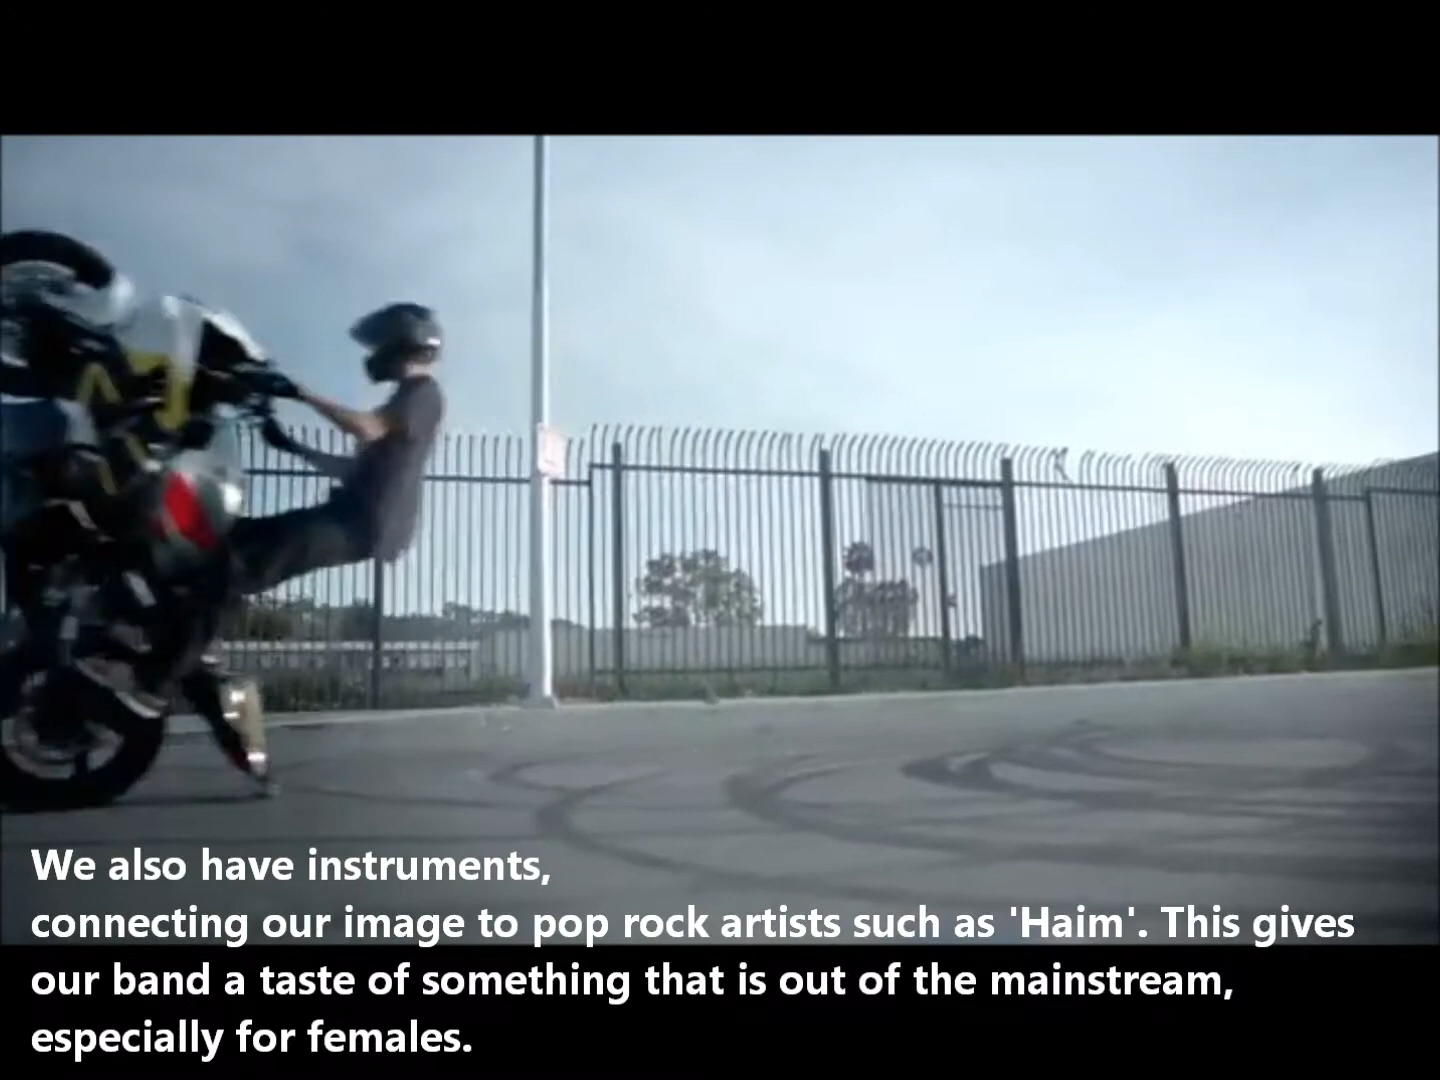 We also have instruments,
connecting our image to pop rock artists such as 'Haim'. This gives
our band a taste of something that is out of the mainstream,
especially for females.